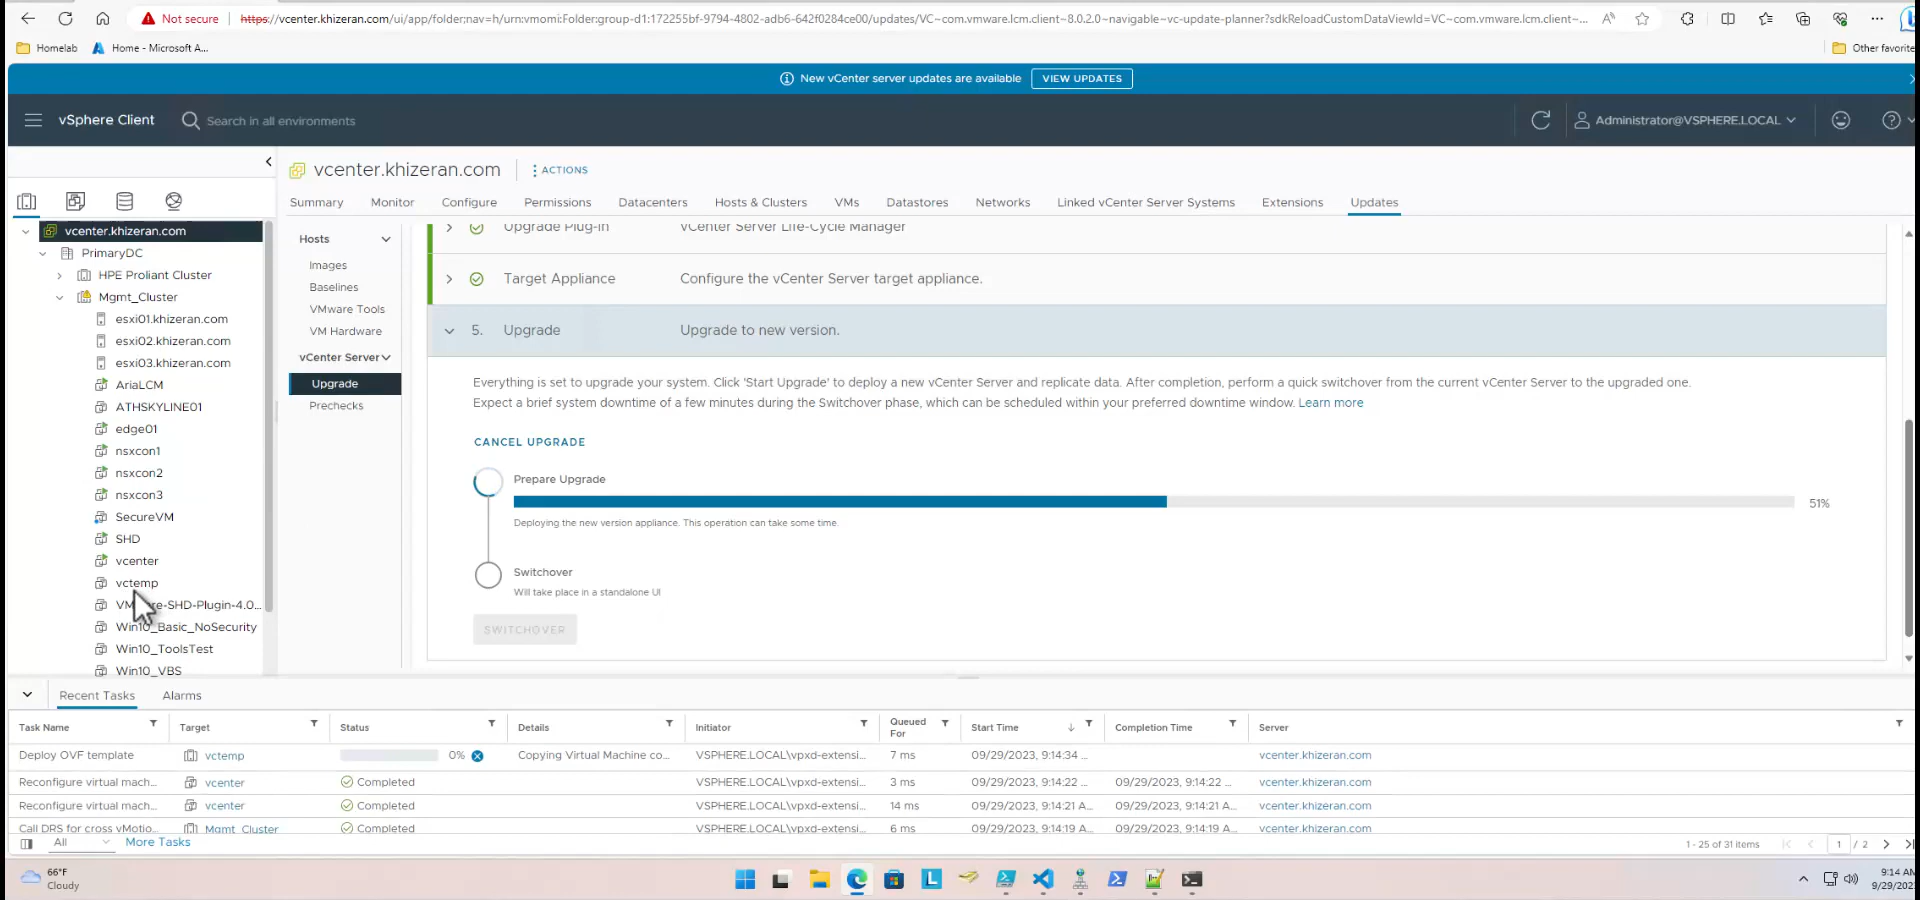 Not secure
https://vcenter.khizeran.com/ui/app/folder;nav=h/urn:vmomi:Folder:group-d1:172255bf-9794-4802-adb6-642f0284ce00/updates/VC~com.vmware.lcm.client~8.0.2.0~navigable~vc-update-planner?sdkReloadCustomDataViewId=VC~com.vmware.lcm.client~...
Homelab
Home - Microsoft A...
Other favorite
New vCenter server updates are available
VIEW UPDATES
vSphere Client
Search in all environments
Administrator@VSPHERE.LOCAL
vcenter.khizeran.com
ACTIONS
Summary
Monitor
Configure
Permissions
Datacenters
Hosts & Clusters
VMs
Datastores
Networks
Linked vCenter Server Systems
Extensions
Updates
vcenter.khizeran.com
PrimaryDC
HPE Proliant Cluster
Mgmt_Cluster
esxi01.khizeran.com
esxi02.khizeran.com
esxi03.khizeran.com
AriaLCM
ATHSKYLINE01
edge01
nsxcon1
nsxcon2
nsxcon3
SecureVM
SHD
vcenter
vctemp
re-SHD-Plugin-4.0...
Win10_Basic_NoSecurity
Win10_ToolsTest
Win10_VBS
Hosts
Images
Baselines
VMware Tools
VM Hardware
vCenter Server
Upgrade
Prechecks
Upgrade Plug-in
vCenter Server Life-Cycle Manager
Target Appliance
Configure the vCenter Server target appliance.
5. Upgrade
Upgrade to new version.
Everything is set to upgrade your system. Click 'Start Upgrade' to deploy a new vCenter Server and replicate data. After completion, perform a quick switchover from the current vCenter Server to the upgraded one.
Expect a brief system downtime of a few minutes during the Switchover phase, which can be scheduled within your preferred downtime window. Learn more
CANCEL UPGRADE
Prepare Upgrade
51%
Deploying the new version appliance. This operation can take some time.
Switchover
Will take place in a standalone UI
SWITCHOVER
Recent Tasks
Alarms
Task Name Target Status Details Initiator Queued For Start Time Completion Time Server
Deploy OVF template vctemp 0% Copying Virtual Machine co... VSPHERE.LOCAL\vpxd-extensi... 7 ms 09/29/2023, 9:14:34 ... vcenter.khizeran.com
Reconfigure virtual mach... vcenter Completed VSPHERE.LOCAL\vpxd-extensi... 3 ms 09/29/2023, 9:14:22 ... 09/29/2023, 9:14:22 ... vcenter.khizeran.com
Reconfigure virtual mach... vcenter Completed VSPHERE.LOCAL\vpxd-extensi... 14 ms 09/29/2023, 9:14:21 A... 09/29/2023, 9:14:21 A... vcenter.khizeran.com
Call DRS for cross vMotio... Mgmt_Cluster Completed VSPHERE.LOCAL\vpxd-extensi... 6 ms 09/29/2023, 9:14:19 A... 09/29/2023, 9:14:19 A... vcenter.khizeran.com
All
More Tasks
1 - 25 of 31 items
1 / 2
66°F
Cloudy
9:14 AM
9/29/202